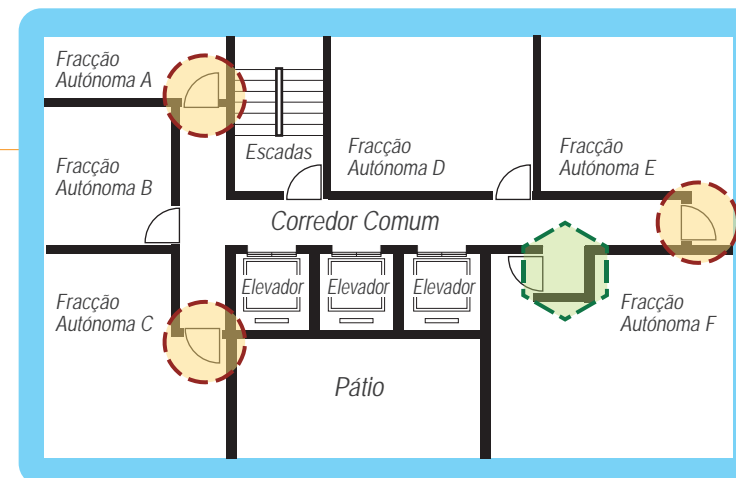 Fracção
Autónoma A
Fracção
Autónoma B
Escadas
Fracção
Autónoma D
Fracção
Autónoma E
Corredor Comum
Fracção
Autónoma C
Elevador
Elevador
Elevador
Fracção
Autónoma F
Pátio